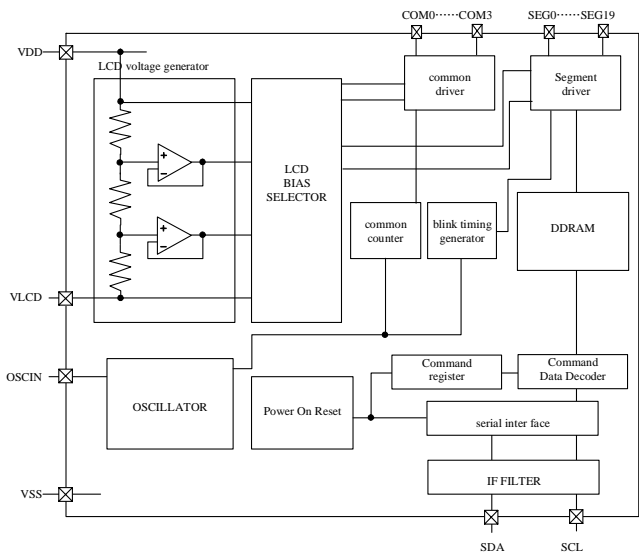 COM0······COM3
SEG0······SEG19
VDD
LCD voltage generator
common
driver
Segment
driver
LCD
BIAS
SELECTOR
+
−
+
−
common
counter
blink timing
generator
DDRAM
VLCD
OSCIN
OSCILLATOR
Power On Reset
Command
register
Command
Data Decoder
serial inter face
IF FILTER
VSS
SDA
SCL